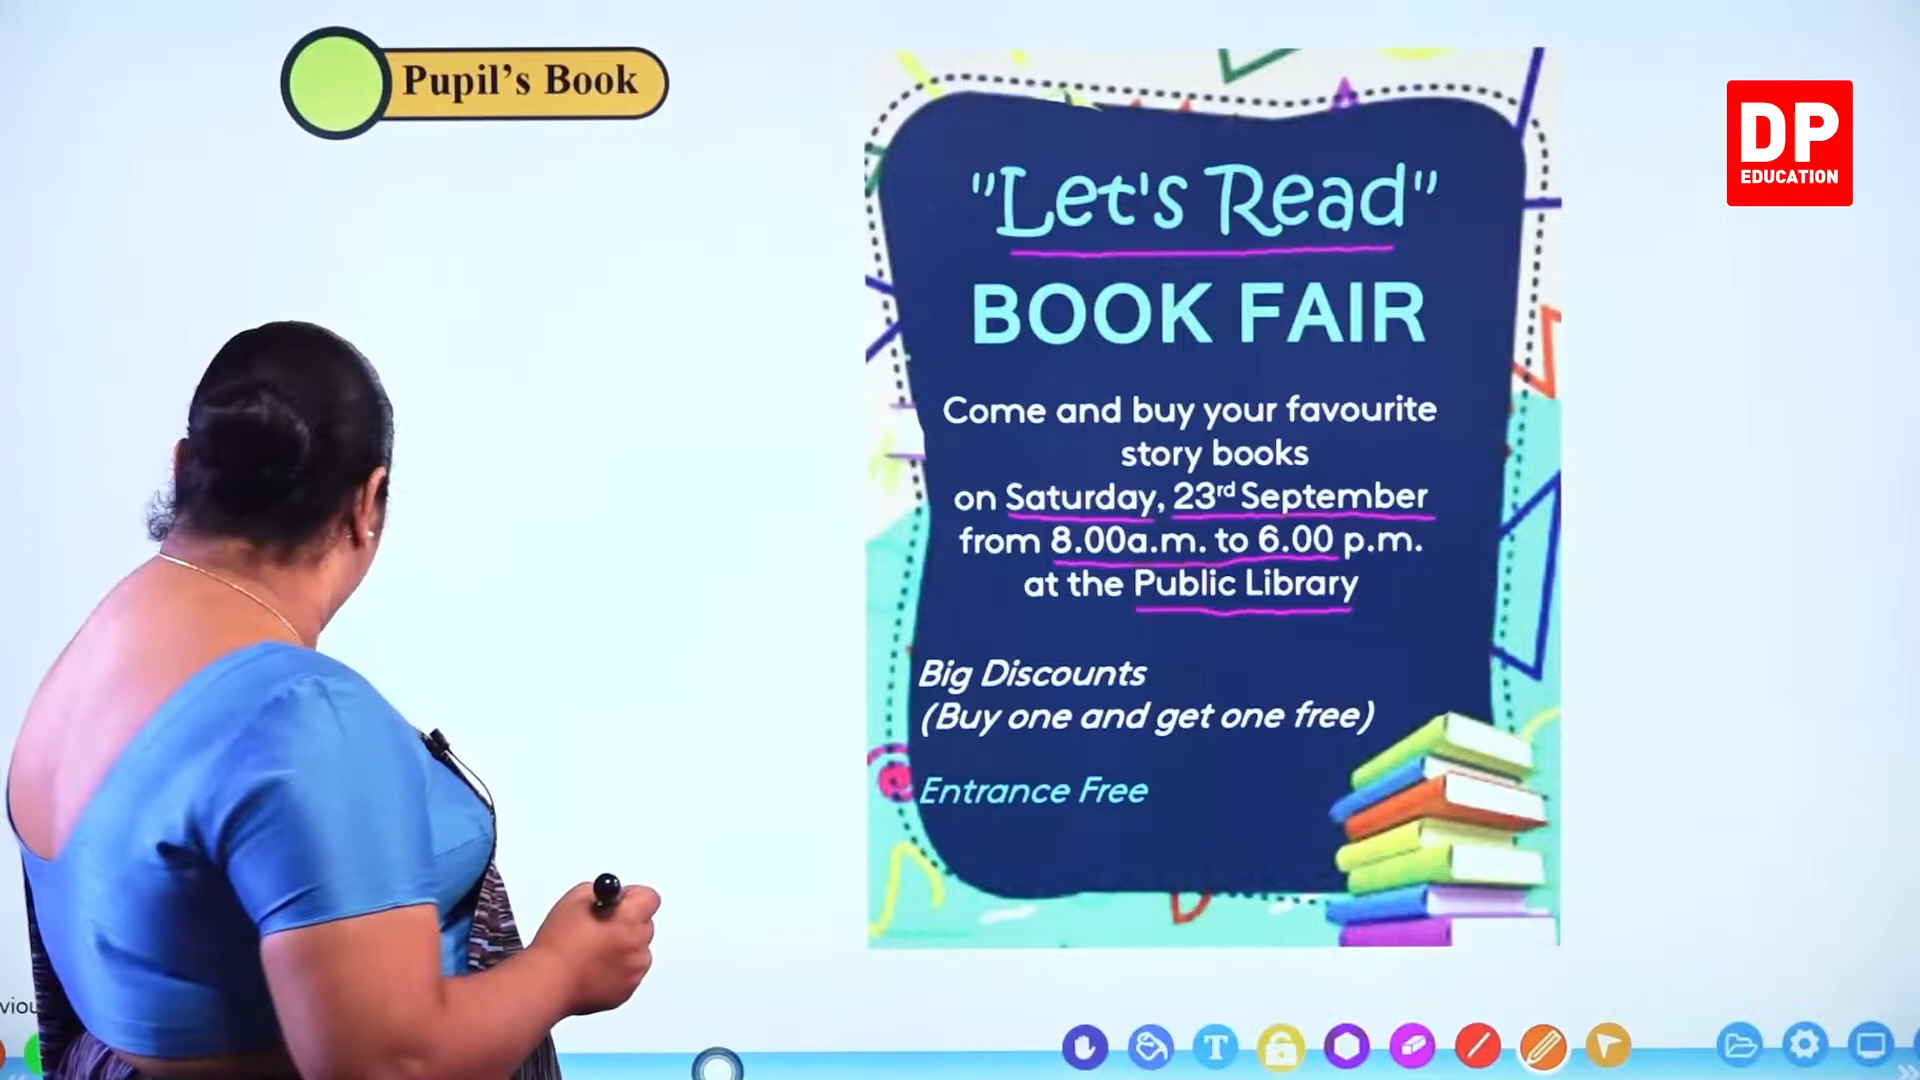 Pupil's Book
DP
EDUCATION
"Let's Read"
BOOK FAIR
Come and buy your favourite
story books
on Saturday, 23rd September
from 8.00a.m. to 6.00 p.m.
at the Public Library
Big Discounts
(Buy one and get one free)
Entrance Free
T